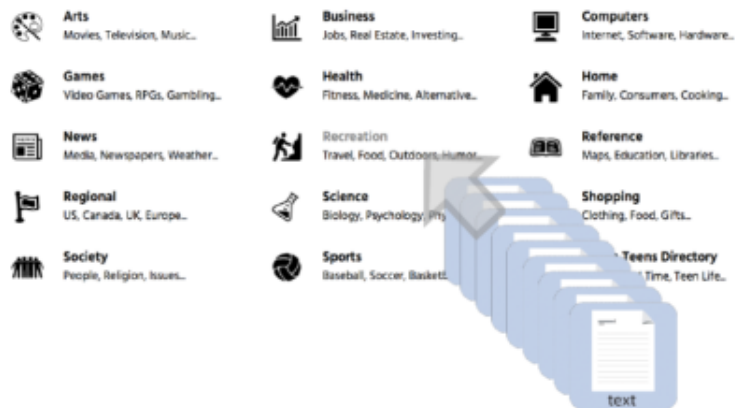 Arts
Movies, Television, Music...
Business
Jobs, Real Estate, Investing...
Computers
Internet, Software, Hardware...
Games
Video Games, RPGs, Gambling...
Health
Fitness, Medicine, Alternative...
Home
Family, Consumers, Cooking...
News
Media, Newspapers, Weather...
Recreation
Travel, Food, Outdoors, Humor...
Reference
Maps, Education, Libraries...
Regional
US, Canada, UK, Europe...
Science
Biology, Psychology, Phy
Shopping
Clothing, Food, Gifts...
Society
People, Religion, Issues...
Sports
Baseball, Soccer, Basketb
Teens Directory
Time, Teen Life...
text